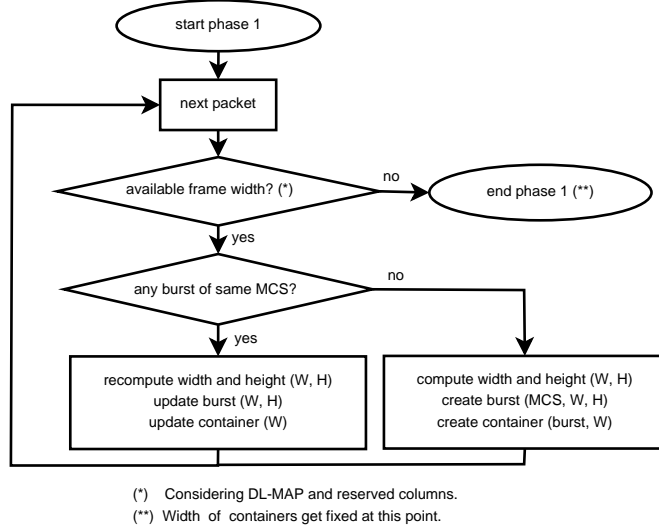 start phase 1
next packet
available frame width? (*)
no
end phase 1 (**)
yes
any burst of same MCS?
no
yes
recompute width and height (W, H)
update burst (W, H)
update container (W)
compute width and height (W, H)
create burst (MCS, W, H)
create container (burst, W)
(*) Considering DL-MAP and reserved columns.
(**) Width of containers get fixed at this point.